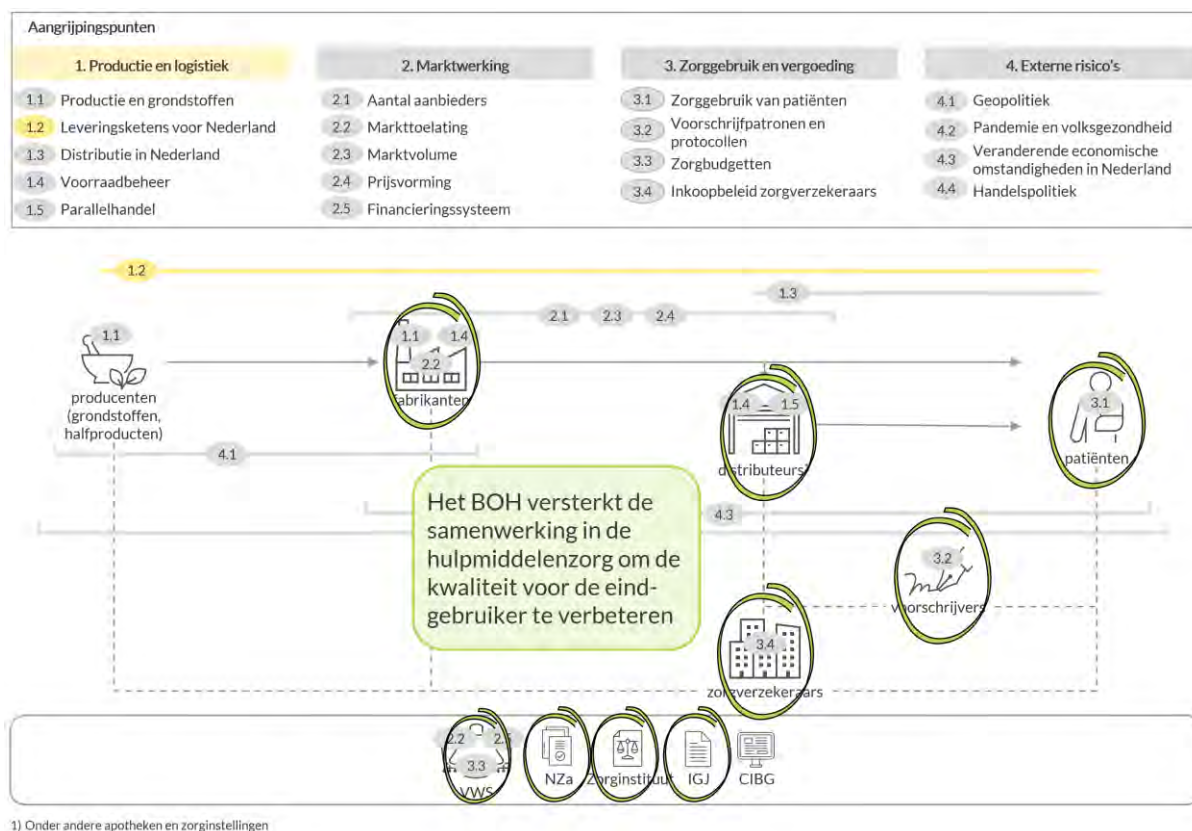 Aangrijpingspunten
1. Productie en logistiek
2. Marktwerking
3. Zorggebruik en vergoeding
4. Externe risico's
1.1 Productie en grondstoffen
1.2 Leveringsketens voor Nederland
1.3 Distributie in Nederland
1.4 Voorraadbeheer
1.5 Parallelhandel
2.1 Aantal aanbieders
2.2 Markttoelating
2.3 Marktvolume
2.4 Prijsvorming
2.5 Financieringssysteem
3.1 Zorggebruik van patiënten
3.2 Voorschrijfpatronen en
protocollen
3.3 Zorgbudgetten
3.4 Inkoopbeleid zorgverzekeraars
4.1 Geopolitiek
4.2 Pandemie en volksgezondheid
4.3 Veranderende economische
omstandigheden in Nederland
4.4 Handelspolitiek
1.2
1.3
2.1 2.3 2.4
1.1
producenten
(grondstoffen,
halfproducten)
1.1 1.4
2.2
fabrikanten
1.4 1.5
distributeurs
3.1
patiënten
4.1
4.3
Het BOH versterkt de
samenwerking in de
hulpmiddelenzorg om de
kwaliteit voor de eind-
gebruiker te verbeteren
3.2
voorschrijvers
3.4
zorgverzekeraars
2.2
3.3
VWS
NZa
Zorginstituut
IGJ
CIBG
1) Onder andere apotheken en zorginstellingen